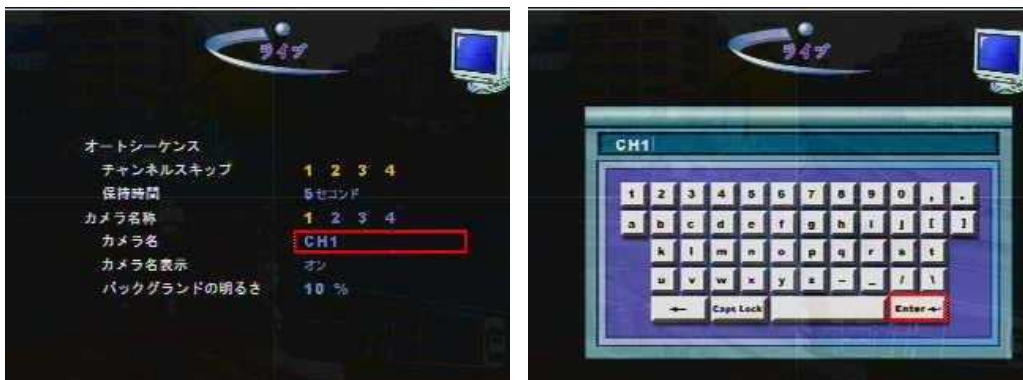 ライブ
オートシーケンス
チャンネルスキップ 1 2 3 4
保持時間 5 セコンド
カメラ名称 1 2 3 4
カメラ名 CH1
カメラ名表示 オン
バックグランドの明るさ 10 %
ライブ
CH1
1 2 3 4 5 6 7 8 9 0 , .
a b c d e f g h i j [ ]
k l m n o p q r s t
u v w x y z - _ / \
← Caps Lock Enter ↵